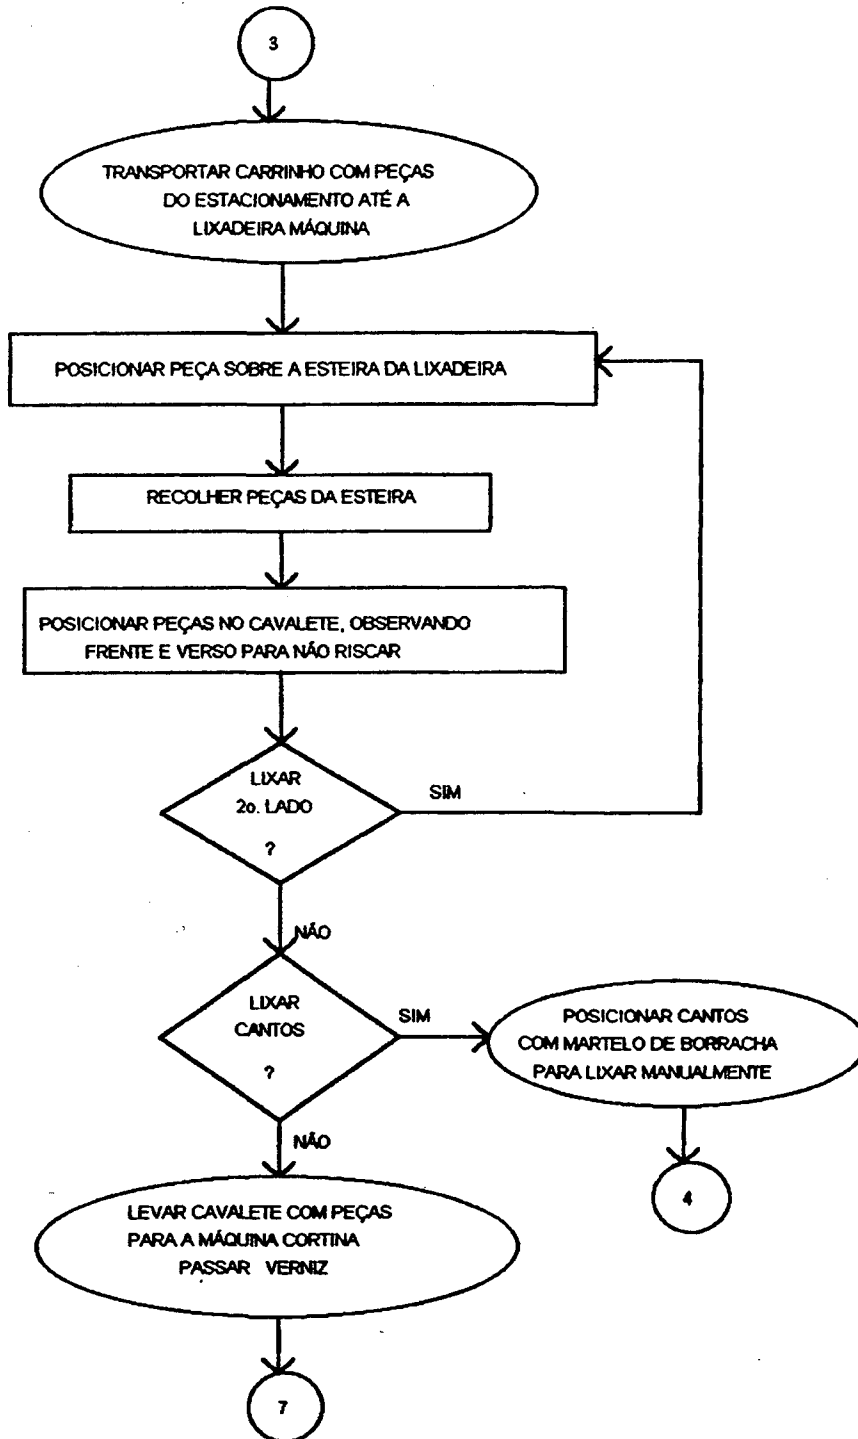 3
TRANSPORTAR CARRINHO COM PEÇAS
DO ESTACIONAMENTO ATÉ A
LIXADEIRA MÁQUINA
POSICIONAR PEÇA SOBRE A ESTEIRA DA LIXADEIRA
RECOLHER PEÇAS DA ESTEIRA
POSICIONAR PEÇAS NO CAVALETE, OBSERVANDO
FRENTE E VERSO PARA NÃO RISCAR
LIXAR
2o. LADO
?
SIM
NÃO
LIXAR
CANTOS
?
SIM
POSICIONAR CANTOS
COM MARTELO DE BORRACHA
PARA LIXAR MANUALMENTE
4
NÃO
LEVAR CAVALETE COM PEÇAS
PARA A MÁQUINA CORTINA
PASSAR VERNIZ
7